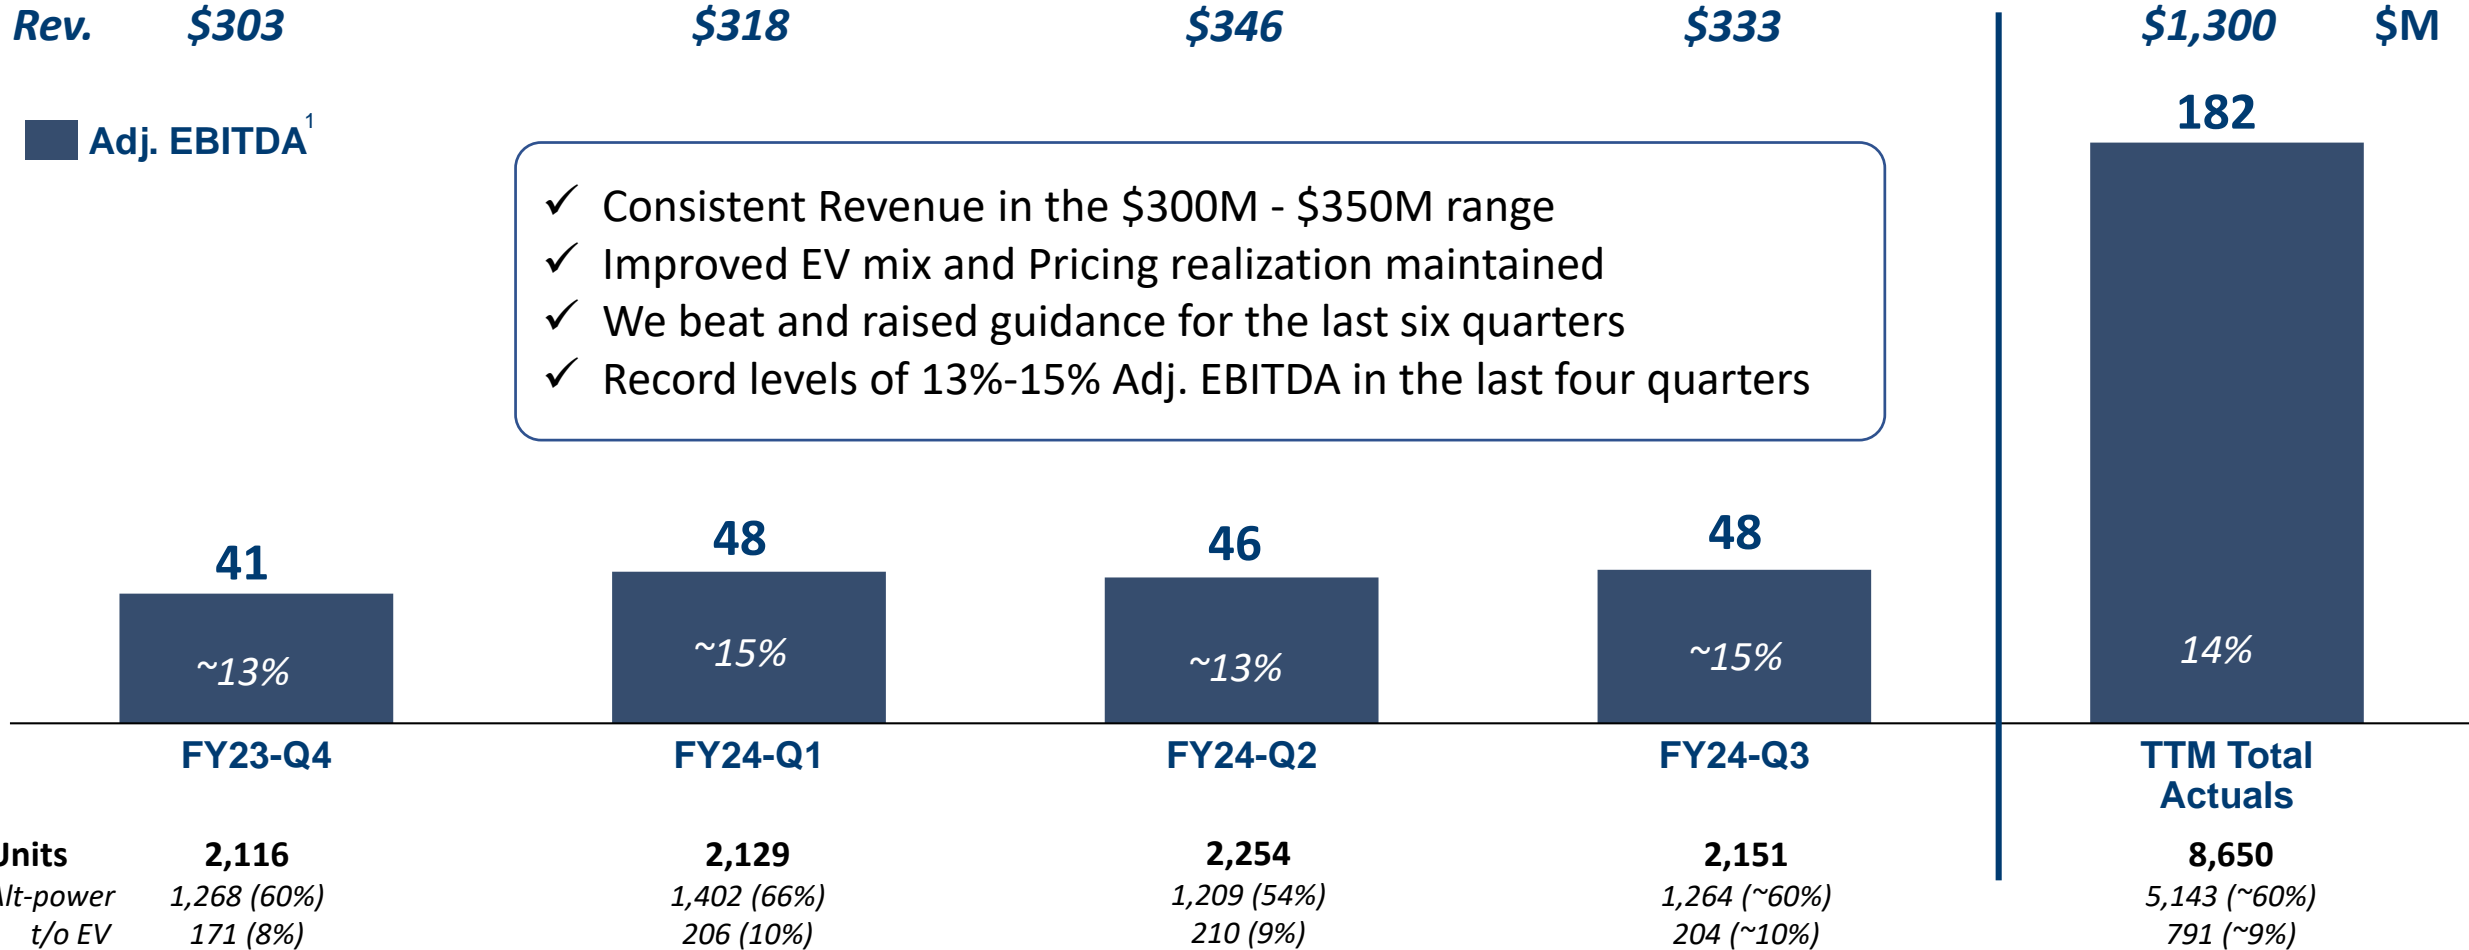 Rev. $303 $318 $346 $333 $1,300 $M
Adj. EBITDA1
182
✓ Consistent Revenue in the $300M - $350M range
✓ Improved EV mix and Pricing realization maintained
✓ We beat and raised guidance for the last six quarters
✓ Record levels of 13%-15% Adj. EBITDA in the last four quarters
41 48 46 48
~13% ~15% ~13% ~15% 14%
FY23-Q4 FY24-Q1 FY24-Q2 FY24-Q3 TTM Total
Actuals
Units 2,116 2,129 2,254 2,151 8,650
Alt-power 1,268 (60%) 1,402 (66%) 1,209 (54%) 1,264 (~60%) 5,143 (~60%)
t/o EV 171 (8%) 206 (10%) 210 (9%) 204 (~10%) 791 (~9%)